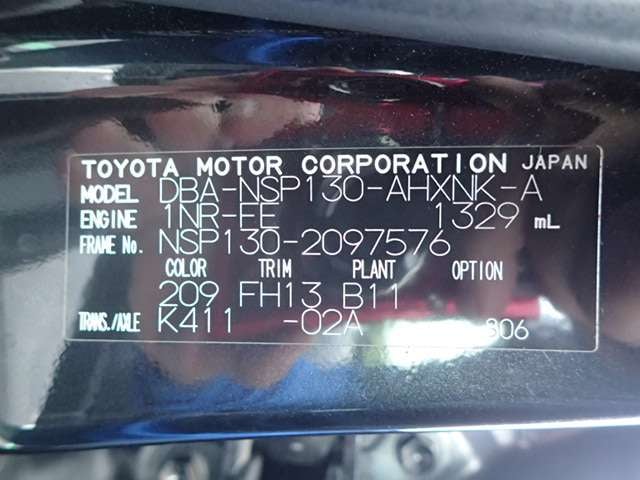 TOYOTA MOTOR CORPORATION JAPAN
MODEL DBA-NSP130-AHXNK-A
ENGINE 1NR-FE 1329 mL
FRAME No. NSP130-2097576
COLOR TRIM PLANT OPTION
209 FH13 B11
TRANS./AXLE K411 -02A 806